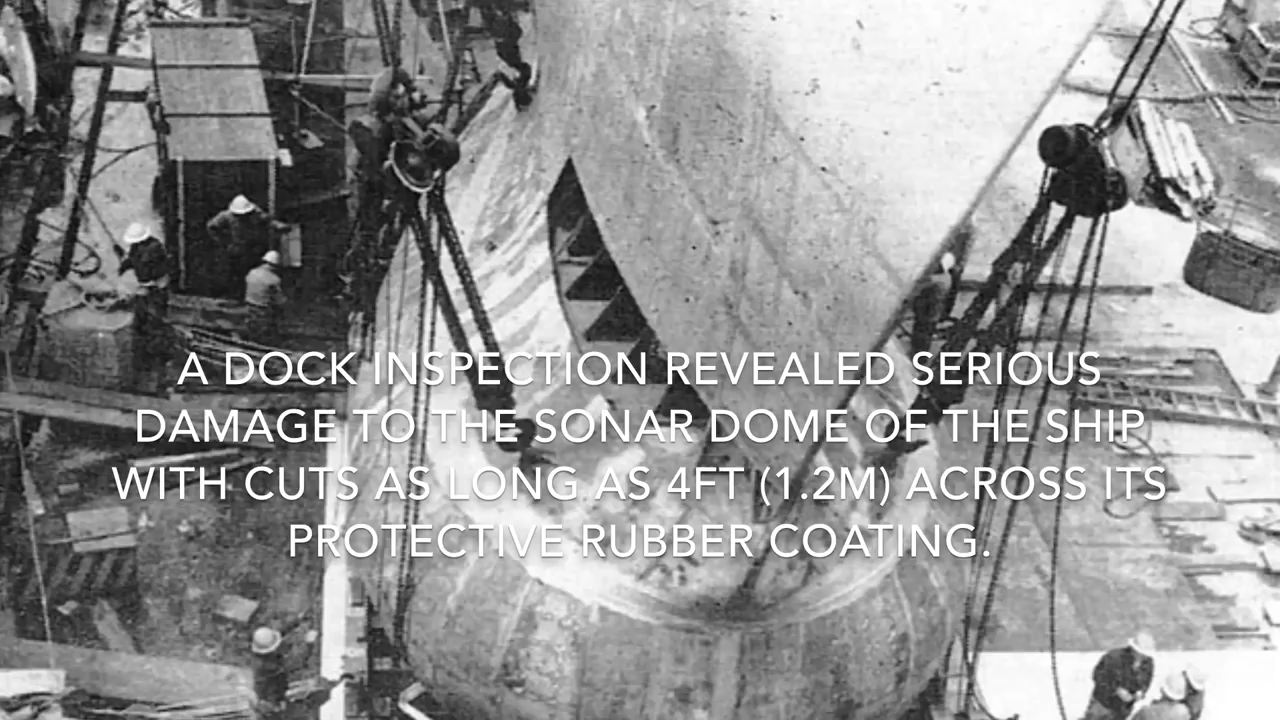 A DOCK INSPECTION REVEALED SERIOUS
DAMAGE TO THE SONAR DOME OF THE SHIP
WITH CUTS AS LONG AS 4FT (1.2M) ACROSS ITS
PROTECTIVE RUBBER COATING.